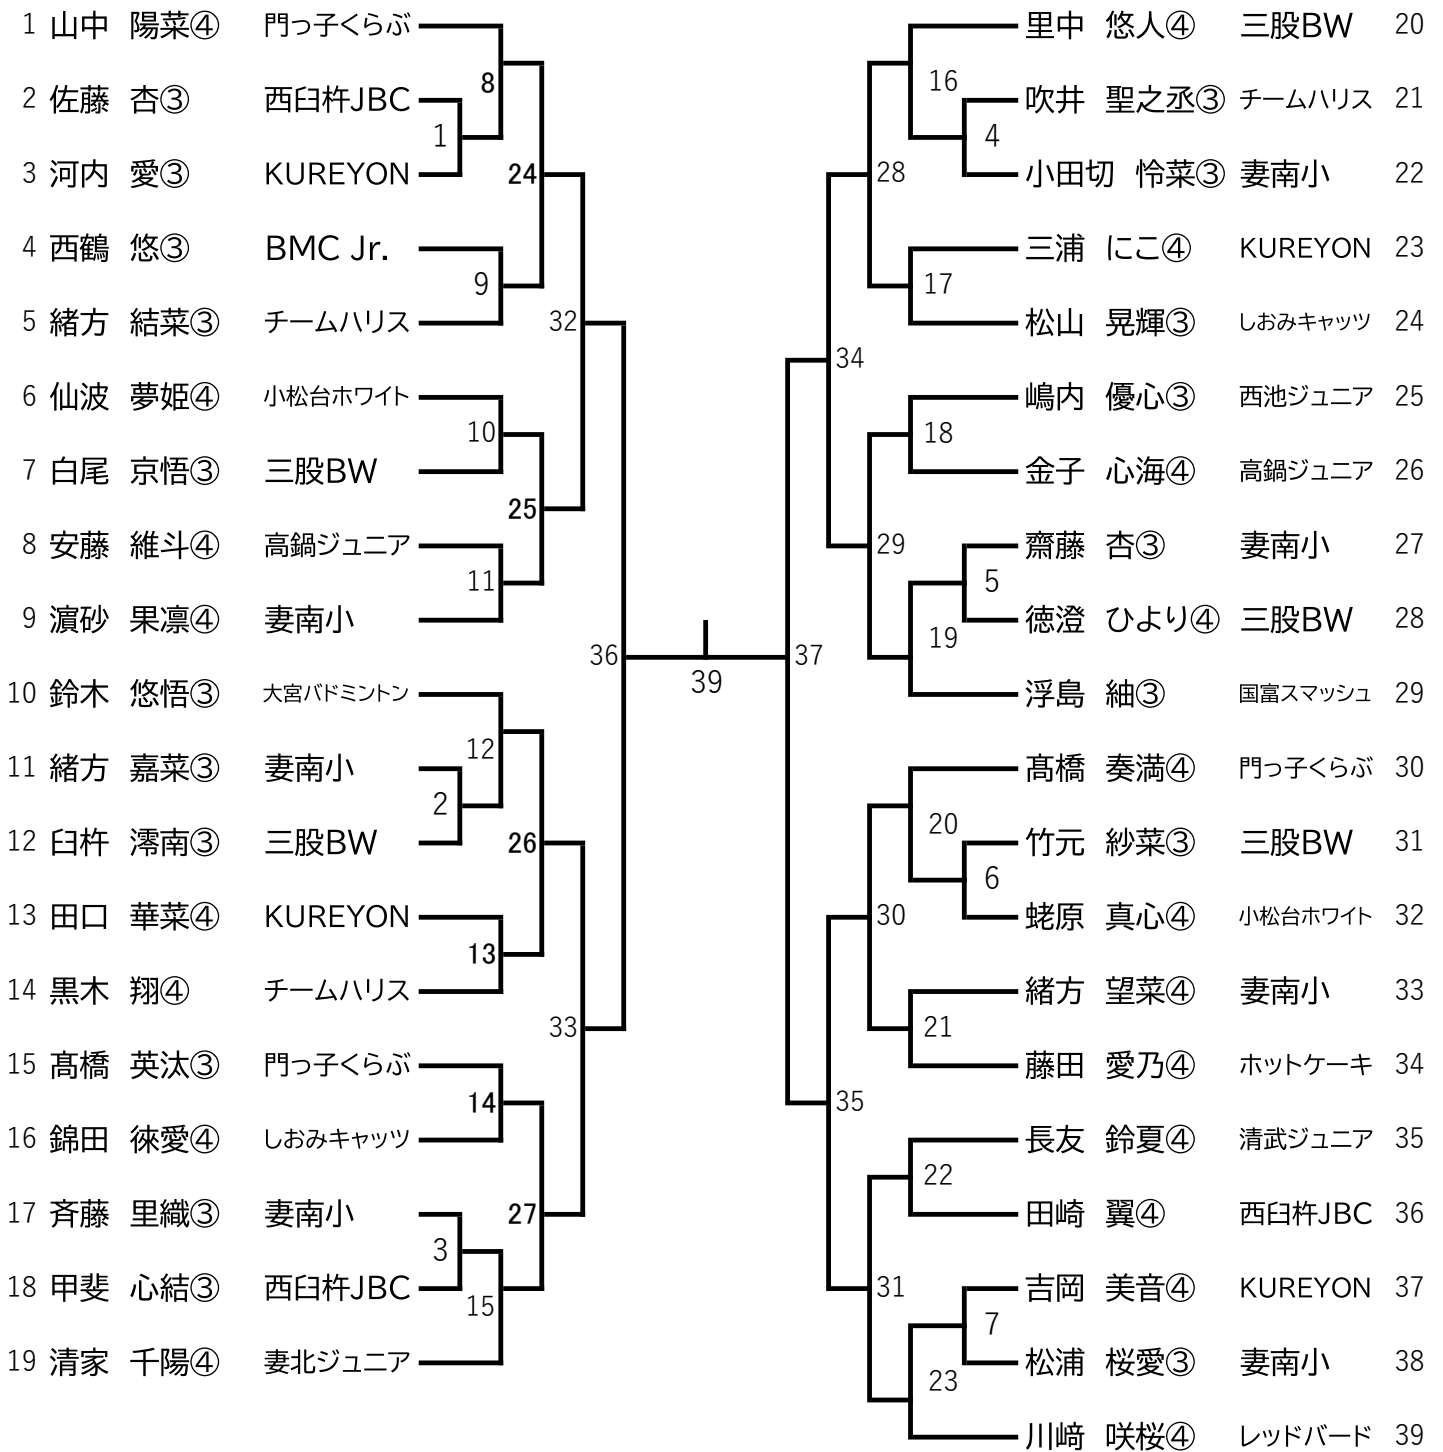 1 山中 陽菜④ 門っ子くらぶ
2 佐藤 杏③ 西臼杵JBC
3 河内 愛③ KUREYON
4 西鶴 悠③ BMC Jr.
5 緒方 結菜③ チームハリス
6 仙波 夢姫④ 小松台ホワイト
7 白尾 京悟③ 三股BW
8 安藤 維斗④ 高鍋ジュニア
9 濵砂 果凛④ 妻南小
10 鈴木 悠悟③ 大宮バドミントン
11 緒方 嘉菜③ 妻南小
12 臼杵 澪南③ 三股BW
13 田口 華菜④ KUREYON
14 黒木 翔④ チームハリス
15 髙橋 英汰③ 門っ子くらぶ
16 錦田 徠愛④ しおみキャッツ
17 斉藤 里織③ 妻南小
18 甲斐 心結③ 西臼杵JBC
19 清家 千陽④ 妻北ジュニア
8
1
24
9
32
10
25
11
36
12
2
26
13
33
14
27
3
15
39
37
16
4
28
17
34
18
29
5
19
20
6
30
21
35
22
31
7
23
里中 悠人④ 三股BW 20
吹井 聖之丞③ チームハリス 21
小田切 怜菜③ 妻南小 22
三浦 にこ④ KUREYON 23
松山 晃輝③ しおみキャッツ 24
嶋内 優心③ 西池ジュニア 25
金子 心海④ 高鍋ジュニア 26
齋藤 杏③ 妻南小 27
徳澄 ひより④ 三股BW 28
浮島 紬③ 国富スマッシュ 29
髙橋 奏満④ 門っ子くらぶ 30
竹元 紗菜③ 三股BW 31
蛯原 真心④ 小松台ホワイト 32
緒方 望菜④ 妻南小 33
藤田 愛乃④ ホットケーキ 34
長友 鈴夏④ 清武ジュニア 35
田崎 翼④ 西臼杵JBC 36
吉岡 美音④ KUREYON 37
松浦 桜愛③ 妻南小 38
川﨑 咲桜④ レッドバード 39